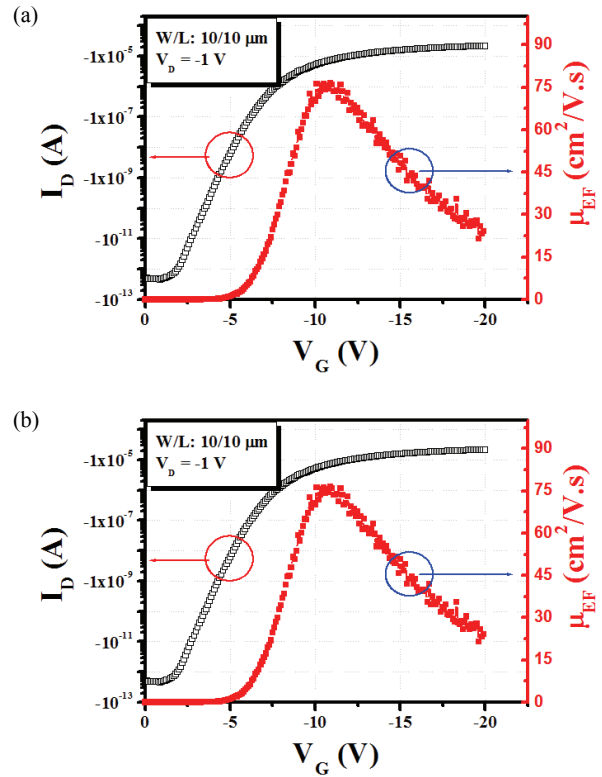 (a)
W/L: 10/10 μm
V_D = -1 V
-1x10^-5
-1x10^-7
-1x10^-9
-10^-11
-10^-13
I_D (A)
90
75
60
45
30
15
0
μ_EF (cm^2/V.s)
0
-5
-10
-15
-20
V_G (V)
(b)
W/L: 10/10 μm
V_D = -1 V
-1x10^-5
-1x10^-7
-1x10^-9
-10^-11
-10^-13
I_D (A)
90
75
60
45
30
15
0
μ_EF (cm^2/V.s)
0
-5
-10
-15
-20
V_G (V)